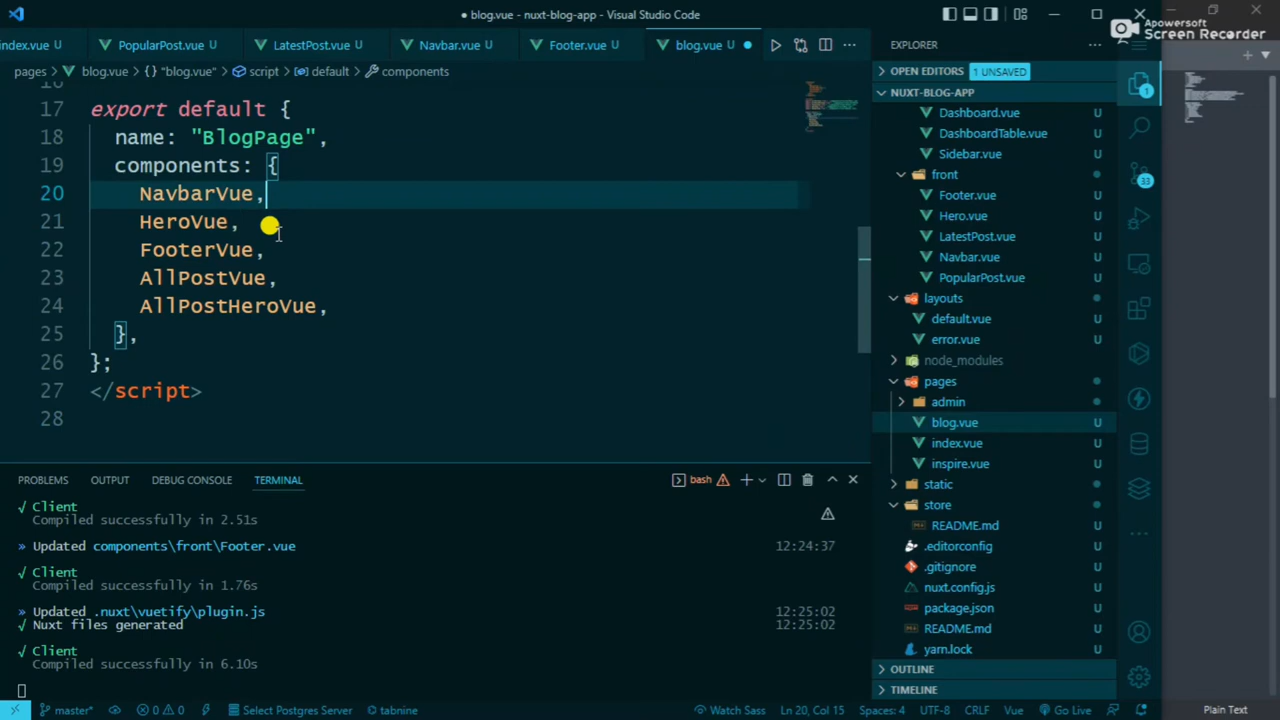 blog.vue - nuxt-blog-app - Visual Studio Code
Apowersoft
Screen Recorder
index.vue U
PopularPost.vue U
LatestPost.vue U
Navbar.vue U
Footer.vue U
blog.vue U
EXPLORER
pages > blog.vue > {} "blog.vue" > script > default > components
OPEN EDITORS 1 UNSAVED
NUXT-BLOG-APP
17 export default {
18 name: "BlogPage",
19 components: {
20 NavbarVue,
21 HeroVue,
22 FooterVue,
23 AllPostVue,
24 AllPostHeroVue,
25 },
26 };
27 </script>
28
Dashboard.vue U
DashboardTable.vue U
Sidebar.vue U
front
Footer.vue U
Hero.vue U
LatestPost.vue U
Navbar.vue U
PopularPost.vue U
layouts
default.vue U
error.vue U
node_modules
pages
admin
blog.vue U
index.vue U
inspire.vue U
static
store
README.md U
.editorconfig U
.gitignore U
nuxt.config.js U
package.json U
README.md U
yarn.lock U
OUTLINE
TIMELINE
1
33
PROBLEMS OUTPUT DEBUG CONSOLE TERMINAL
bash
√ Client
Compiled successfully in 2.51s
» Updated components\front\Footer.vue 12:24:37
√ Client
Compiled successfully in 1.76s
» Updated .nuxt\vuetify\plugin.js 12:25:02
√ Nuxt files generated 12:25:02
√ Client
Compiled successfully in 6.10s
master* 0 0 Select Postgres Server tabnine Watch Sass Ln 20, Col 15 Spaces: 4 UTF-8 CRLF Vue Go Live Plain Text